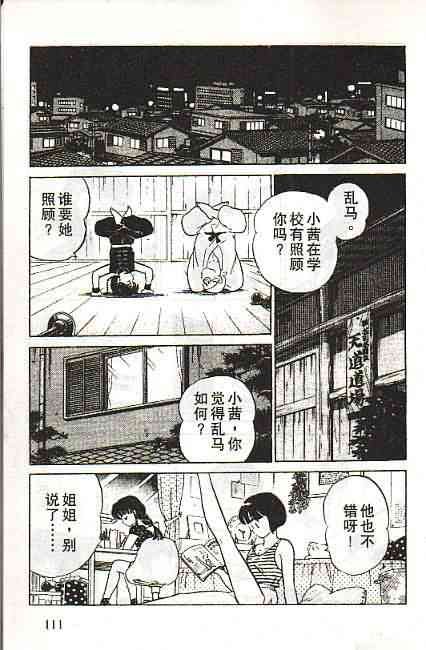 乱马。
小茜在学
校有照顾
你吗？
谁要她
照顾？
天道道場
小茜，你
觉得乱马
如何？
他也不
错呀！
姐姐，别
说了……
111